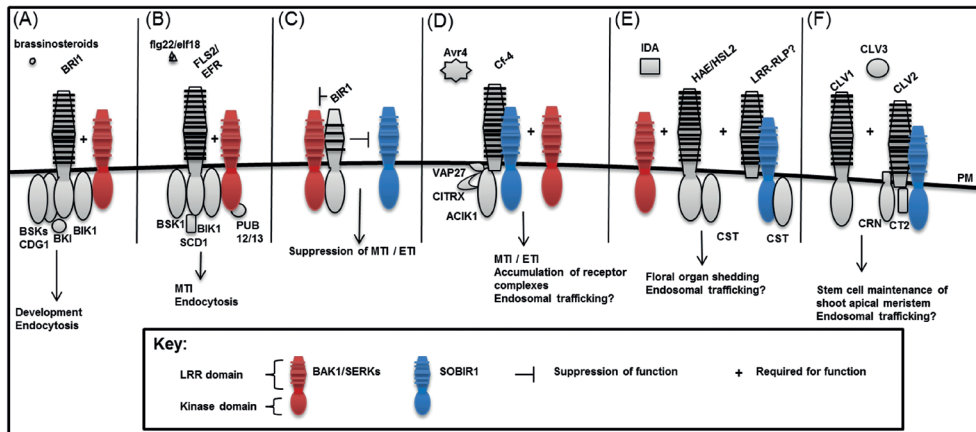 (A)
brassinosteroids
BRI1
+
BSKs
CDG1
BKI
BIK1
Development
Endocytosis
(B)
flg22/elf18
FLS2/
EFR
+
BSK1
BIK1
SCD1
PUB
12/13
MTI
Endocytosis
(C)
BIR1
Suppression of MTI / ETI
(D)
Avr4
Cf-4
+
VAP27
CITRX
ACIK1
MTI / ETI
Accumulation of receptor
complexes
Endosomal trafficking?
(E)
IDA
HAE/HSL2
LRR-RLP?
+
+
CST
CST
Floral organ shedding
Endosomal trafficking?
(F)
CLV3
CLV1
CLV2
+
PM
CRN
CT2
Stem cell maintenance of
shoot apical meristem
Endosomal trafficking?
Key:
LRR domain
Kinase domain
BAK1/SERKs
SOBIR1
Suppression of function
+ Required for function